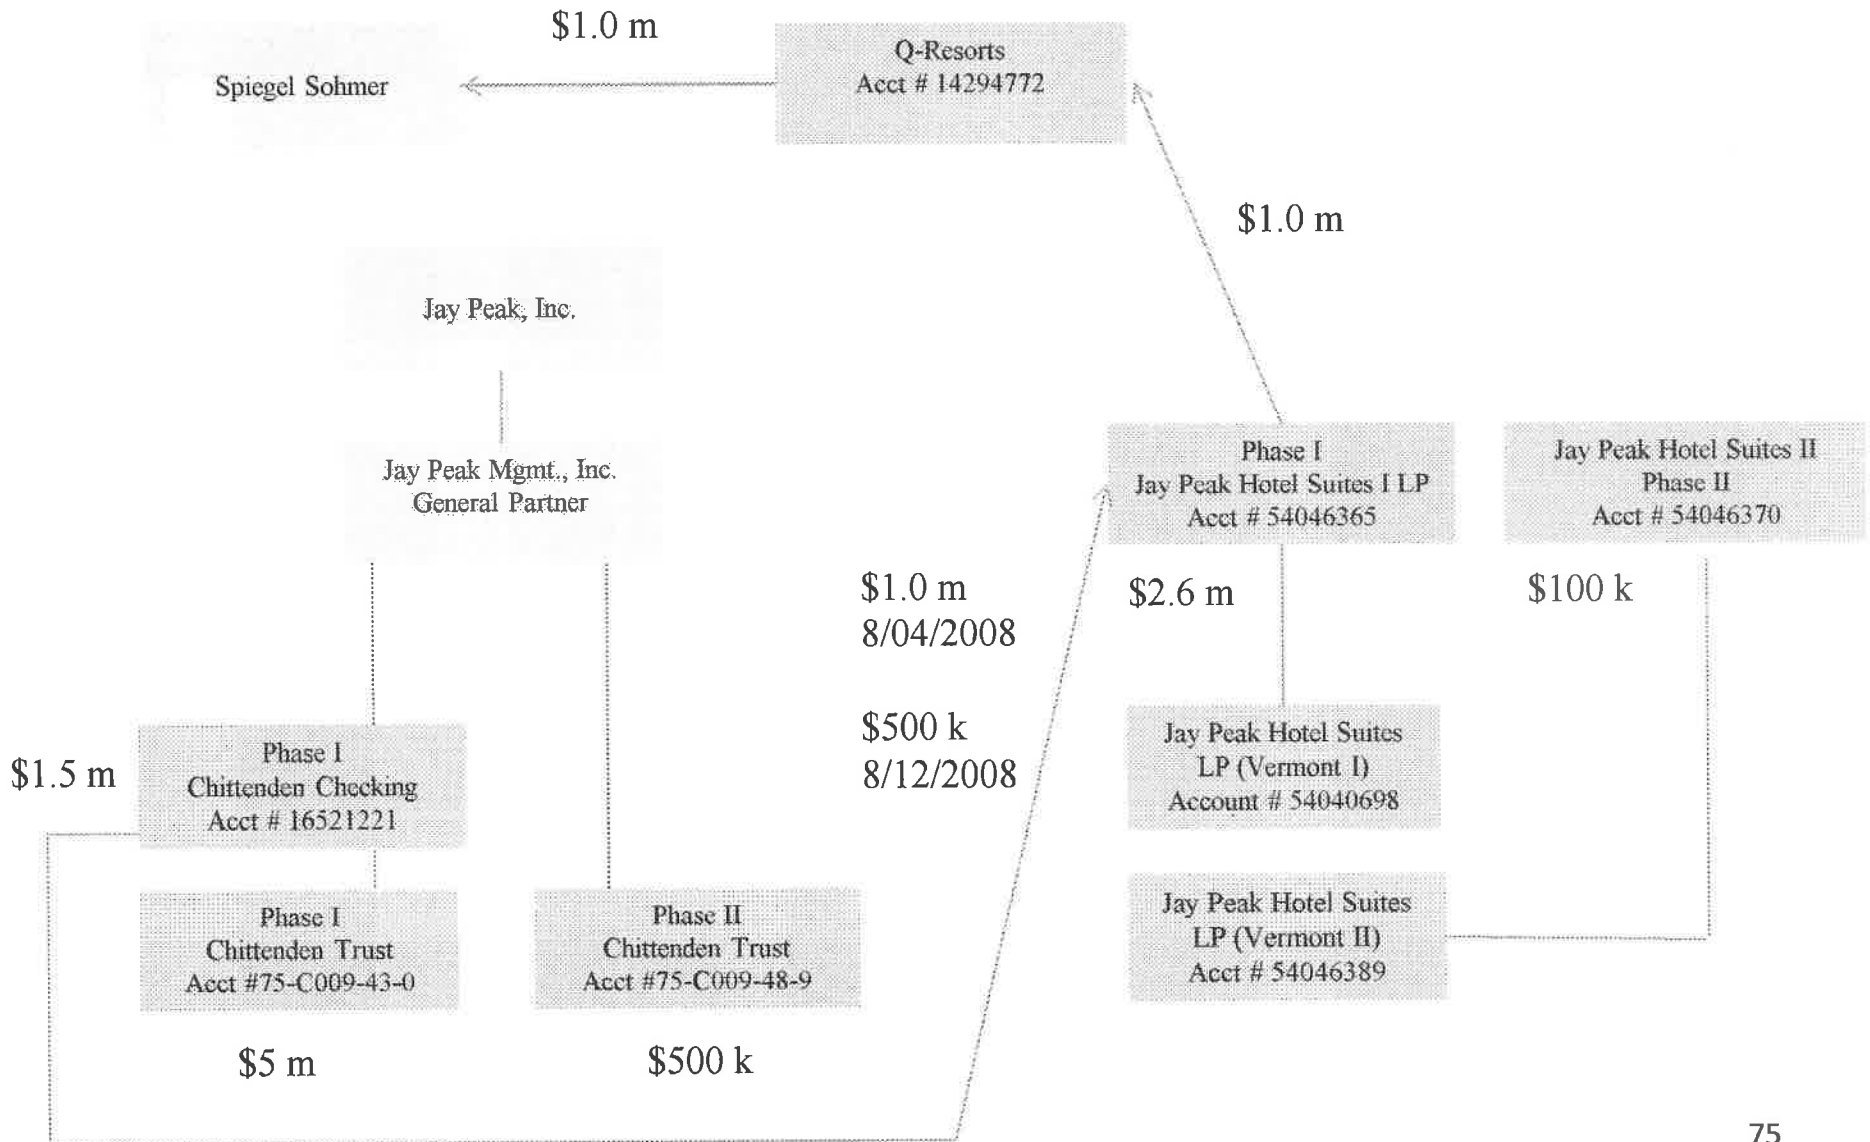 $1.0 m
Spiegel Sohmer
Q-Resorts
Acct # 14294772
$1.0 m
Jay Peak, Inc.
Jay Peak Mgmt., Inc.
General Partner
Phase I
Jay Peak Hotel Suites I LP
Acct # 54046365
Jay Peak Hotel Suites II
Phase II
Acct # 54046370
$1.0 m
8/04/2008
$500 k
8/12/2008
$2.6 m
$100 k
$1.5 m
Phase I
Chittenden Checking
Acct # 16521221
Jay Peak Hotel Suites
LP (Vermont I)
Account # 54040698
Phase I
Chittenden Trust
Acct #75-C009-43-0
Phase II
Chittenden Trust
Acct #75-C009-48-9
Jay Peak Hotel Suites
LP (Vermont II)
Acct # 54046389
$5 m
$500 k
75